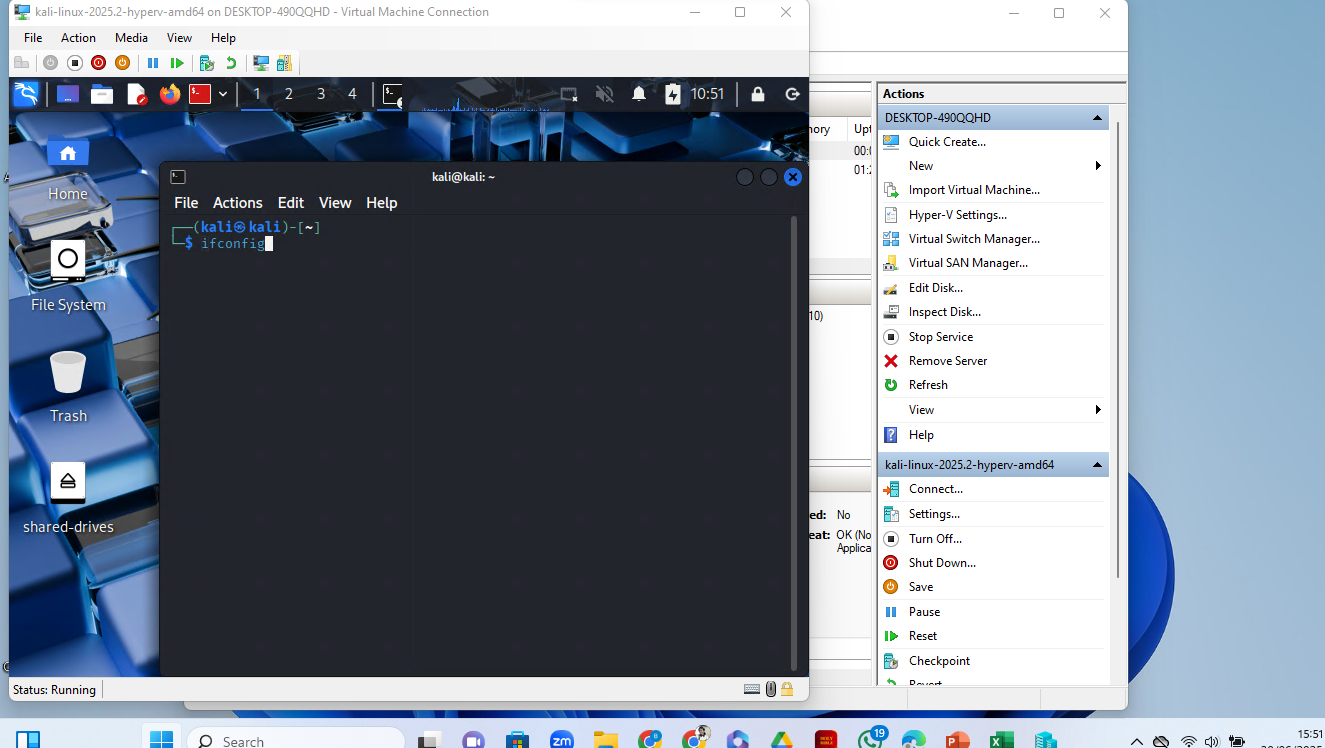 kali-linux-2025.2-hyperv-amd64 on DESKTOP-490QQHD - Virtual Machine Connection
File Action Media View Help
1 2 3 4 10:51
Home
File System
Trash
shared-drives
kali@kali: ~
File Actions Edit View Help
┌──(kali㉿kali)-[~]
└─$ ifconfig
Status: Running
Upt
00:0
01:2
10)
No
OK (No
Applica
Actions
DESKTOP-490QQHD
Quick Create...
New
Import Virtual Machine...
Hyper-V Settings...
Virtual Switch Manager...
Virtual SAN Manager...
Edit Disk...
Inspect Disk...
Stop Service
Remove Server
Refresh
View
Help
kali-linux-2025.2-hyperv-amd64
Connect...
Settings...
Turn Off...
Shut Down...
Save
Pause
Reset
Checkpoint
Revert
Search
zm
19
15:51